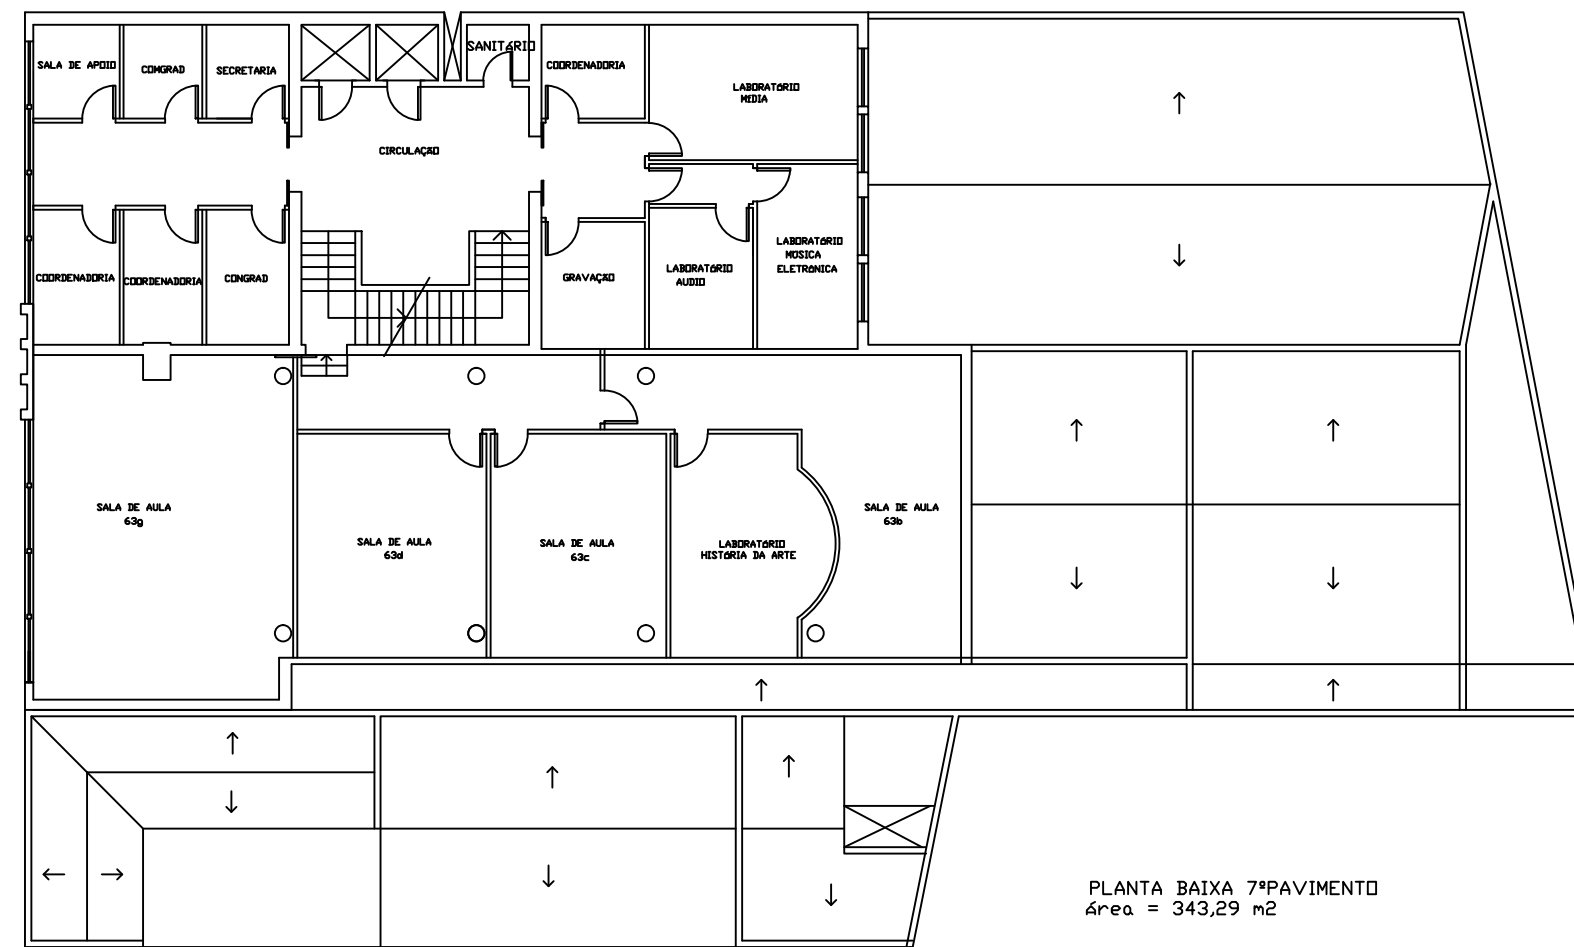 SANITÁRIO
SALA DE APOIO
COMGRAD
SECRETARIA
COORDENADORIA
LABORATÓRIO
MIDIA
CIRCULAÇÃO
COORDENADORIA
COORDENADORIA
CONGRAD
GRAVAÇÃO
LABORATÓRIO
AUDIO
LABORATÓRIO
MÚSICA
ELETRÔNICA
SALA DE AULA
63g
SALA DE AULA
63d
SALA DE AULA
63c
LABORATÓRIO
HISTÓRIA DA ARTE
SALA DE AULA
63b
PLANTA BAIXA 7ºPAVIMENTO
Área = 343,29 m2